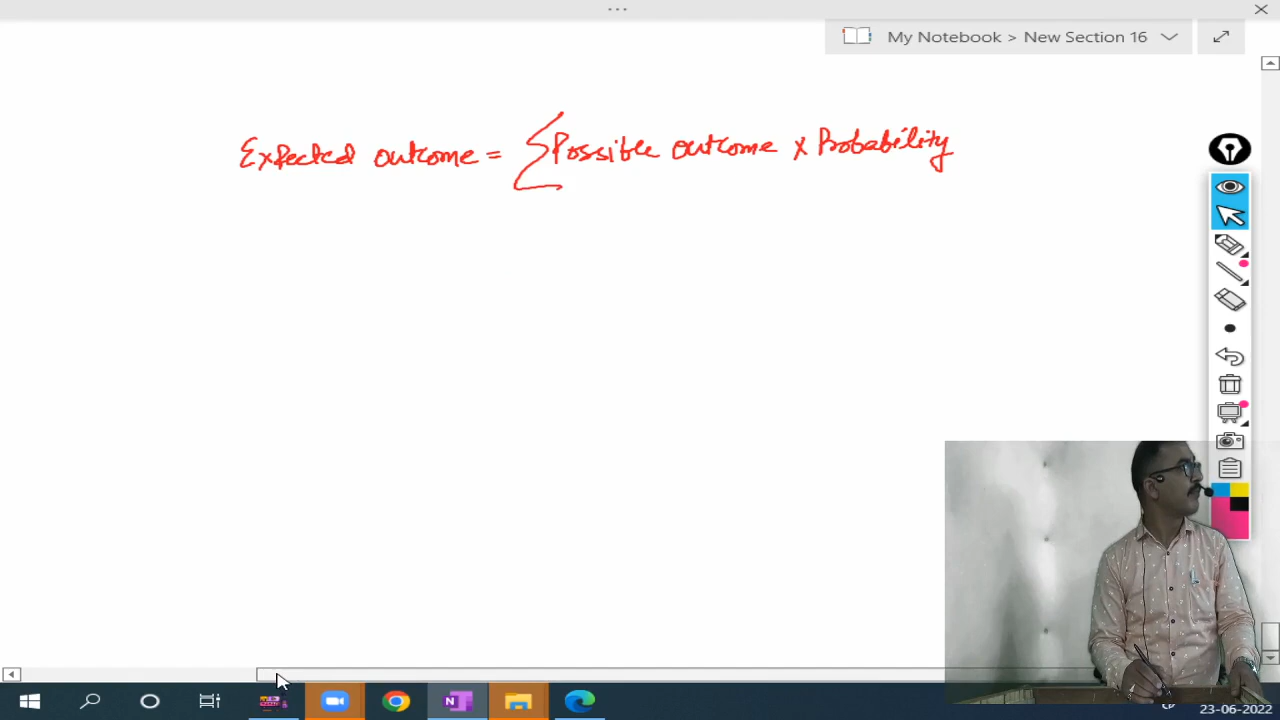 My Notebook > New Section 16
Expected outcome = ∑ Possible outcome x Probability
23-06-2022